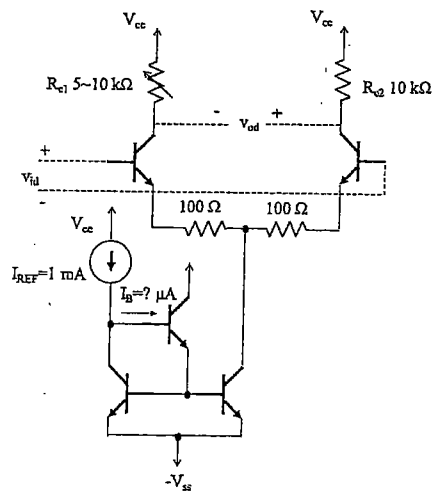 Vcc
Vcc
Rc1 5~10 kΩ
Rc2 10 kΩ
- vod +
+
vid
-
100 Ω
100 Ω
Vcc
IREF=1 mA
IB=? μA
-Vss